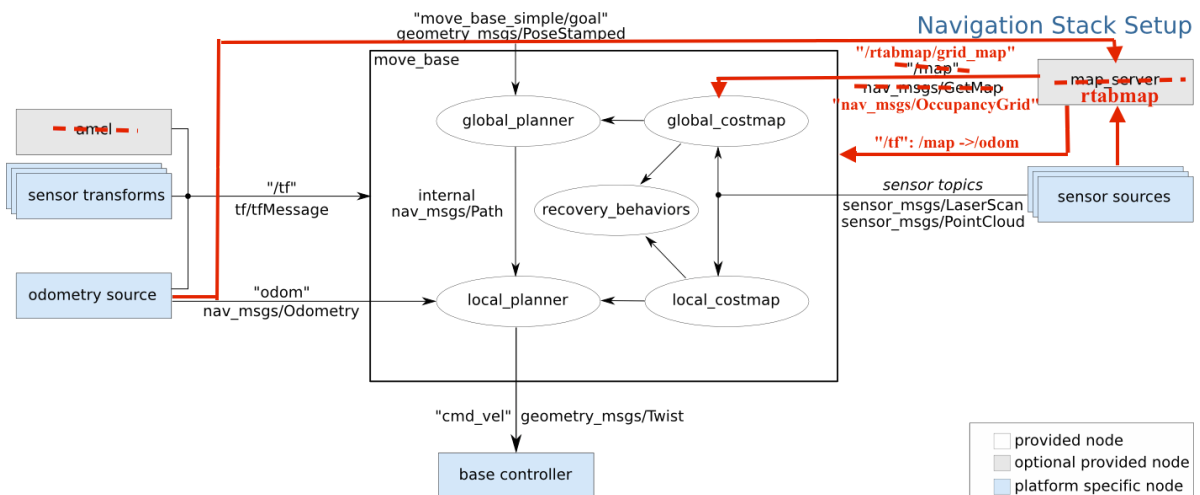 "move_base_simple/goal"
geometry_msgs/PoseStamped
Navigation Stack Setup
move_base
"/rtabmap/grid_map"
"/map"
nav_msgs/GetMap
"nav_msgs/OccupancyGrid"
map_server
rtabmap
amcl
global_planner
global_costmap
"/tf": /map ->/odom
sensor transforms
"/tf"
tf/tfMessage
internal
nav_msgs/Path
recovery_behaviors
sensor topics
sensor_msgs/LaserScan
sensor_msgs/PointCloud
sensor sources
odometry source
"odom"
nav_msgs/Odometry
local_planner
local_costmap
"cmd_vel" geometry_msgs/Twist
base controller
provided node
optional provided node
platform specific node